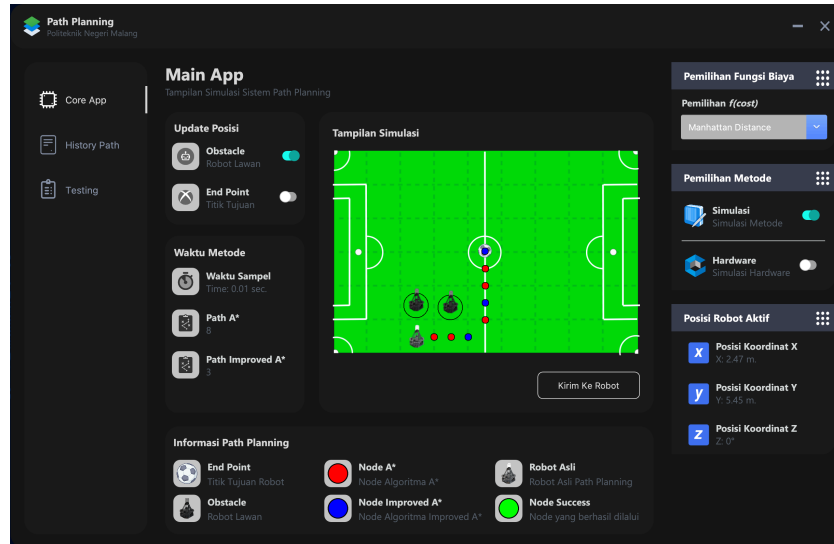 Path Planning
Politeknik Negeri Malang
Core App
History Path
Testing
Main App
Tampilan Simulasi Sistem Path Planning
Update Posisi
Obstacle
Robot Lawan
End Point
Titik Tujuan
Waktu Metode
Waktu Sampel
Time: 0.01 sec.
Path A*
8
Path Improved A*
3
Tampilan Simulasi
Kirim Ke Robot
Informasi Path Planning
End Point
Titik Tujuan Robot
Obstacle
Robot Lawan
Node A*
Node Algoritma A*
Node Improved A*
Node Algoritma Improved A*
Robot Asli
Robot Asli Path Planning
Node Success
Node yang berhasil dilalui
Pemilihan Fungsi Biaya
Pemilihan f(cost)
Manhattan Distance
Pemilihan Metode
Simulasi
Simulasi Metode
Hardware
Simulasi Hardware
Posisi Robot Aktif
x
Posisi Koordinat X
X: 2.47 m.
y
Posisi Koordinat Y
Y: 5.45 m.
z
Posisi Koordinat Z
Z: 0°